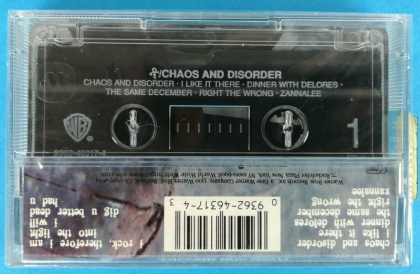 /CHAOS AND DISORDER
CHAOS AND DISORDER · I LIKE IT THERE · DINNER WITH DELORES ·
THE SAME DECEMBER · RIGHT THE WRONG · ZANNALEE
WB
1
chaos and disorder
i like it there
dinner with delores
the same december
right the wrong
zannalee
i rock, therefore i am
into the light
i will
dig u better dead
had u
0 9362-46317-4 3